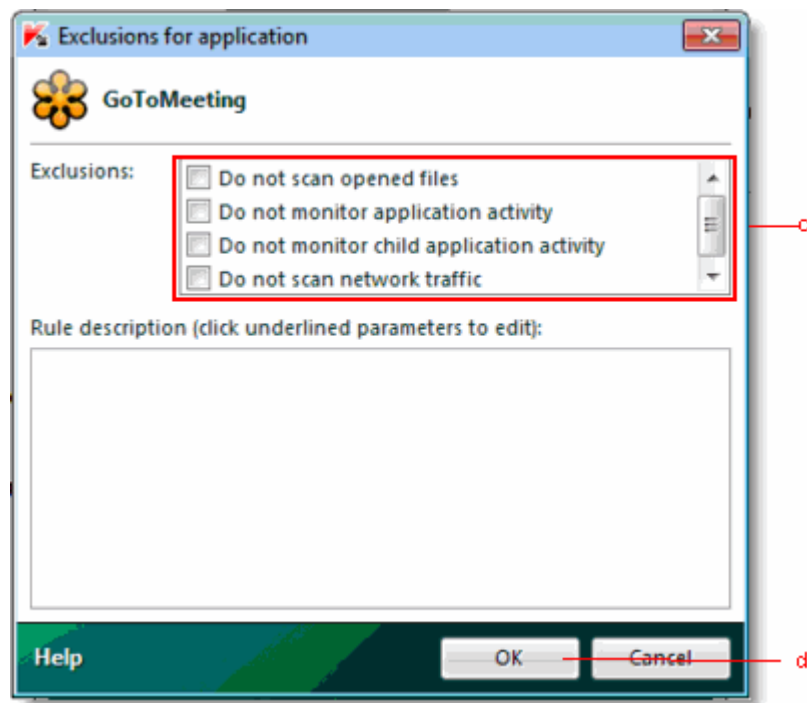 Exclusions for application
GoToMeeting
Exclusions:
Do not scan opened files
Do not monitor application activity
Do not monitor child application activity
Do not scan network traffic
c
Rule description (click underlined parameters to edit):
Help
OK
Cancel
d